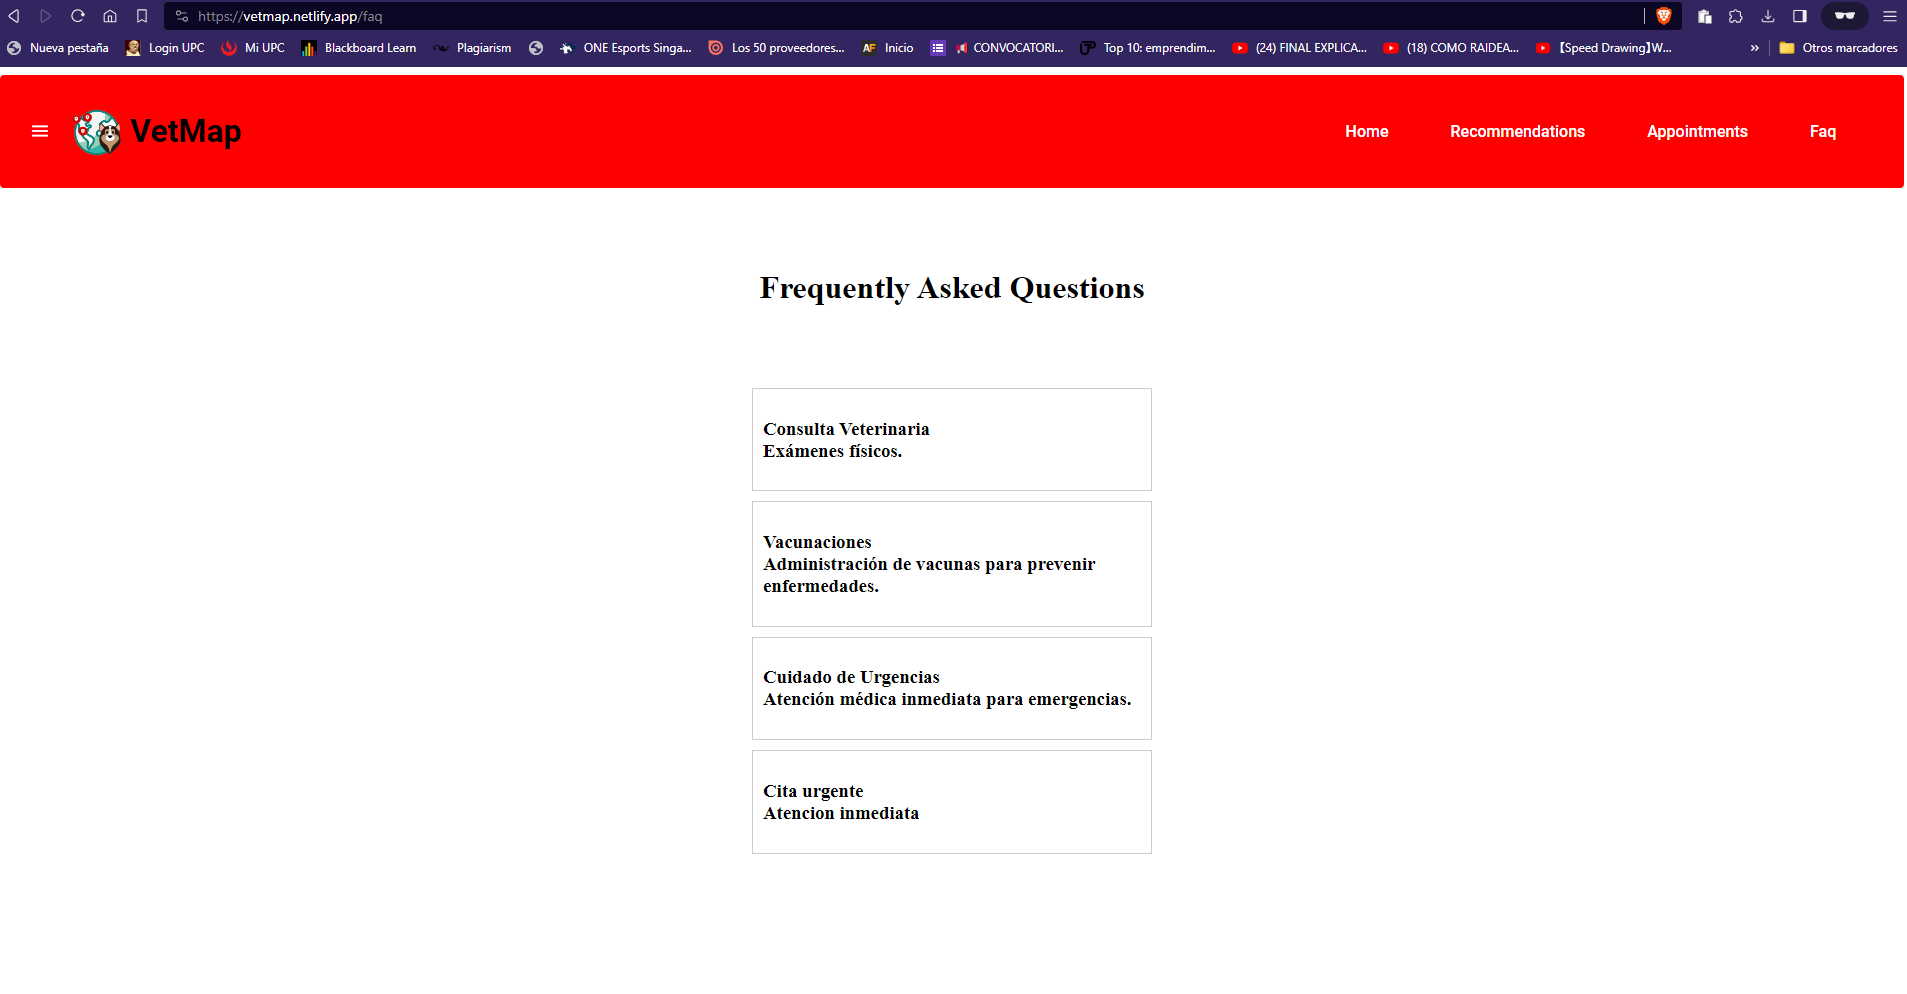 https://vetmap.netlify.app/faq
Nueva pestaña Login UPC Mi UPC Blackboard Learn Plagiarism ONE Esports Singa... Los 50 proveedores... AF Inicio CONVOCATORI... Top 10: emprendim... (24) FINAL EXPLICA... (18) COMO RAIDEA... 【Speed Drawing】W... » Otros marcadores
VetMap Home Recommendations Appointments Faq
Frequently Asked Questions
Consulta Veterinaria
Exámenes físicos.
Vacunaciones
Administración de vacunas para prevenir
enfermedades.
Cuidado de Urgencias
Atención médica inmediata para emergencias.
Cita urgente
Atencion inmediata